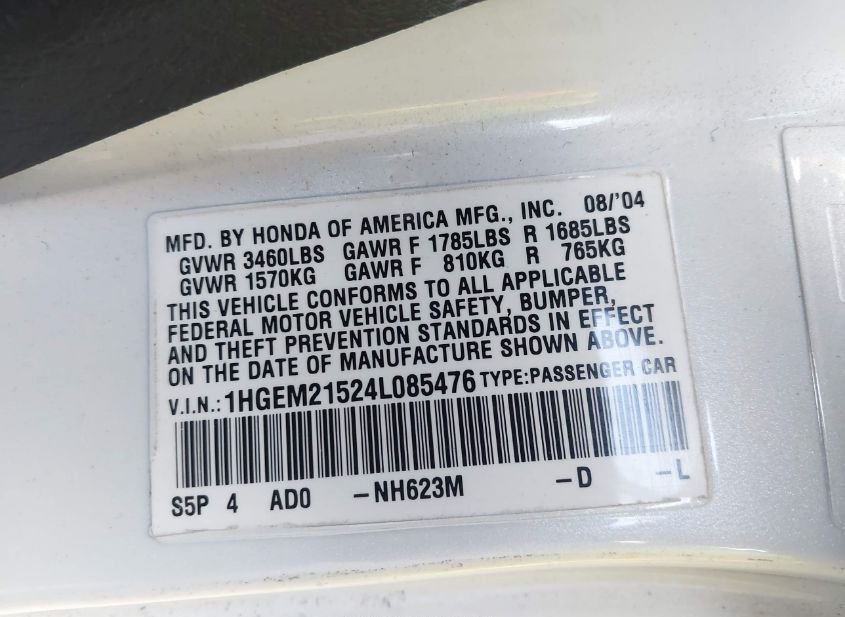 MFD. BY HONDA OF AMERICA MFG., INC. 08/'04
GVWR 3460LBS GAWR F 1785LBS R 1685LBS
GVWR 1570KG GAWR F 810KG R 765KG
THIS VEHICLE CONFORMS TO ALL APPLICABLE
FEDERAL MOTOR VEHICLE SAFETY, BUMPER,
AND THEFT PREVENTION STANDARDS IN EFFECT
ON THE DATE OF MANUFACTURE SHOWN ABOVE.
V.I.N.: 1HGEM21524L085476 TYPE:PASSENGER CAR
S5P 4 AD0 -NH623M -D -L